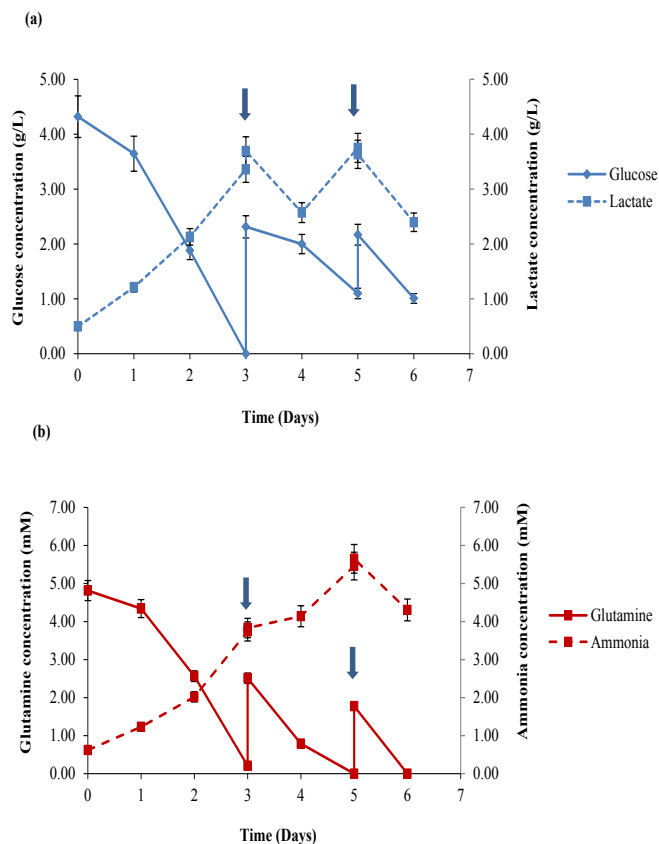 (a)
5.00
4.00
3.00
2.00
1.00
0.00
Glucose concentration (g/L)
5.00
4.00
3.00
2.00
1.00
0.00
Lactate concentration (g/L)
Glucose
Lactate
0 1 2 3 4 5 6 7
Time (Days)
(b)
7.00
6.00
5.00
4.00
3.00
2.00
1.00
0.00
Glutamine concentration (mM)
7.00
6.00
5.00
4.00
3.00
2.00
1.00
0.00
Ammonia concentration (mM)
Glutamine
Ammonia
0 1 2 3 4 5 6 7
Time (Days)